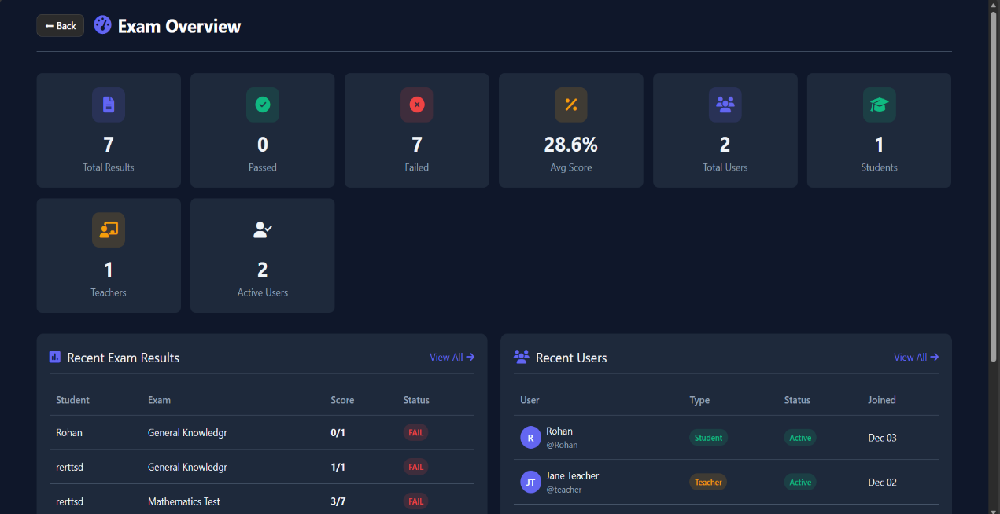 Back
Exam Overview
7
Total Results
0
Passed
7
Failed
28.6%
Avg Score
2
Total Users
1
Students
1
Teachers
2
Active Users
Recent Exam Results
View All
Student Exam Score Status
Rohan General Knowledgr 0/1 FAIL
rerttsd General Knowledgr 1/1 FAIL
rerttsd Mathematics Test 3/7 FAIL
Recent Users
View All
User Type Status Joined
R Rohan Student Active Dec 03
@Rohan
JT Jane Teacher Teacher Active Dec 02
@teacher